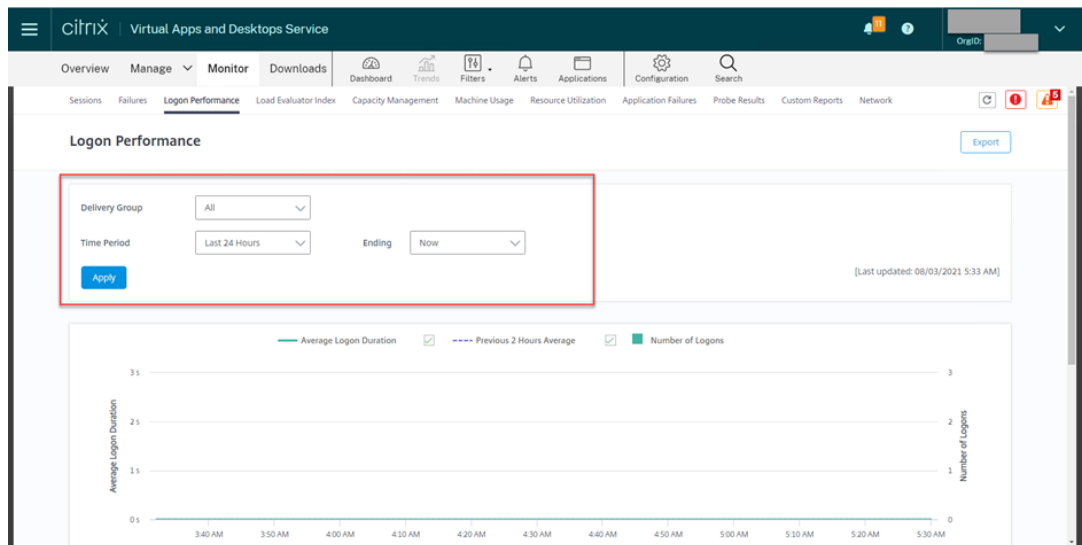 citrix Virtual Apps and Desktops Service 11 ?
OrgID:
Overview Manage Monitor Downloads Dashboard Trends Filters Alerts Applications Configuration Search
Sessions Failures Logon Performance Load Evaluator Index Capacity Management Machine Usage Resource Utilization Application Failures Probe Results Custom Reports Network 5
Logon Performance Export
Delivery Group All
Time Period Last 24 Hours Ending Now
Apply [Last updated: 08/03/2021 5:33 AM]
Average Logon Duration Previous 2 Hours Average Number of Logons
3 s 3
2 s 2
1 s 1
0 s 0
Average Logon Duration
Number of Logons
3:40 AM 3:50 AM 4:00 AM 4:10 AM 4:20 AM 4:30 AM 4:40 AM 4:50 AM 5:00 AM 5:10 AM 5:20 AM 5:30 AM